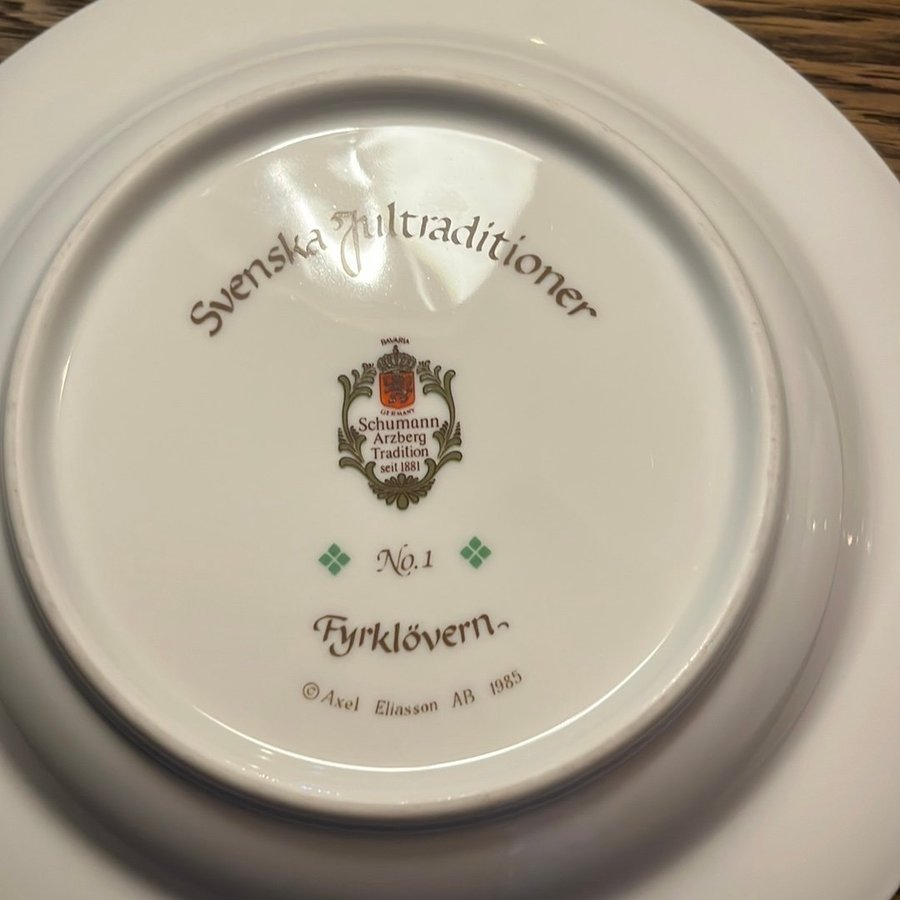 Svenska Jultraditioner
BAVARIA
GERMANY
Schumann
Arzberg
Tradition
seit 1881
No. 1
Fyrklövern
© Axel Eliasson AB 1985